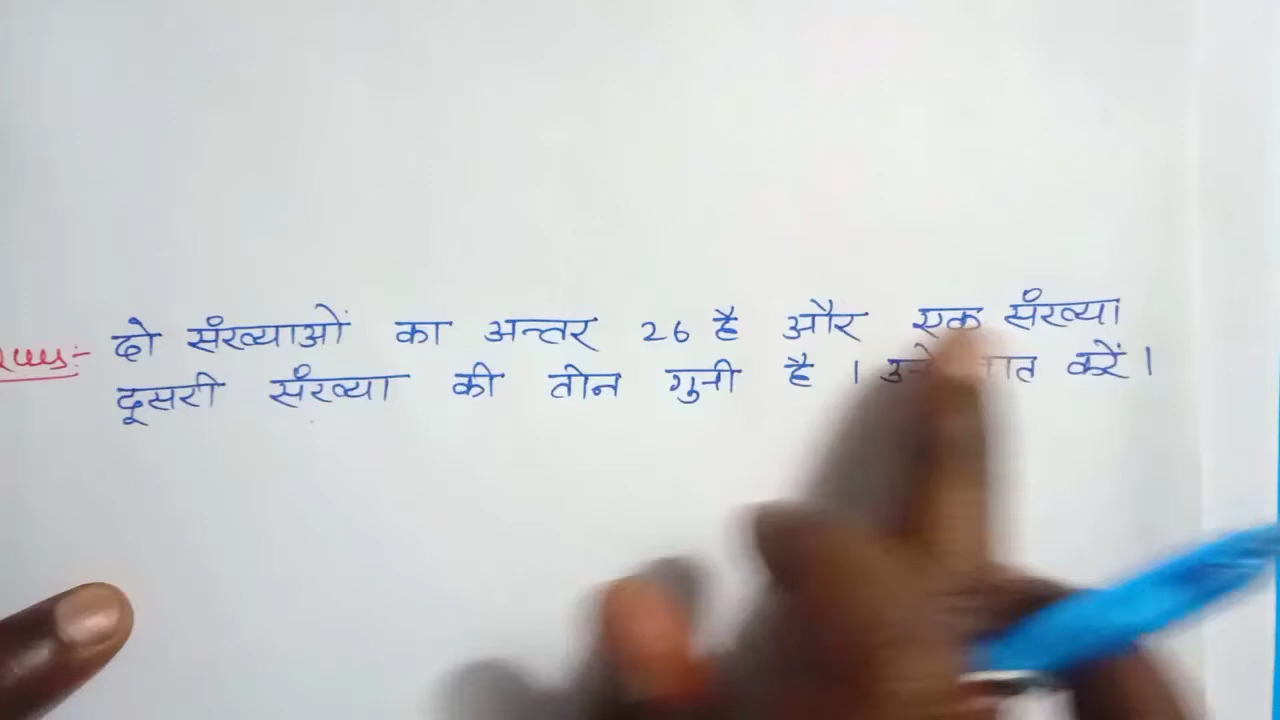 दो संख्याओं का अन्तर 26 है और एक संख्या
दूसरी संख्या की तीन गुनी है । करें ।